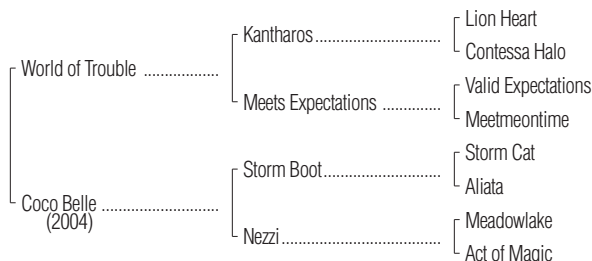 Lion Heart
Kantharos
Contessa Halo
World of Trouble
Valid Expectations
Meets Expectations
Meetmeontime
Storm Cat
Storm Boot
Aliata
Coco Belle
(2004)
Meadowlake
Nezzi
Act of Magic